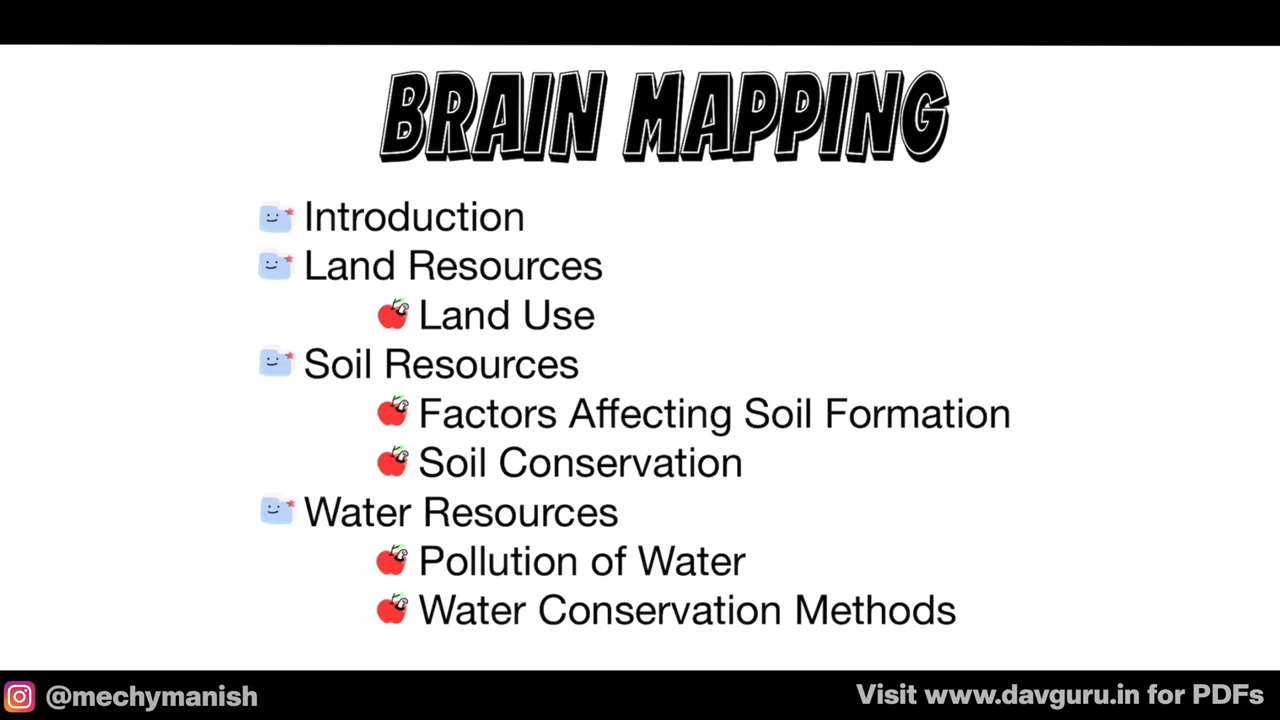 BRAIN MAPPING
Introduction
Land Resources
Land Use
Soil Resources
Factors Affecting Soil Formation
Soil Conservation
Water Resources
Pollution of Water
Water Conservation Methods
@mechymanish
Visit www.davguru.in for PDFs